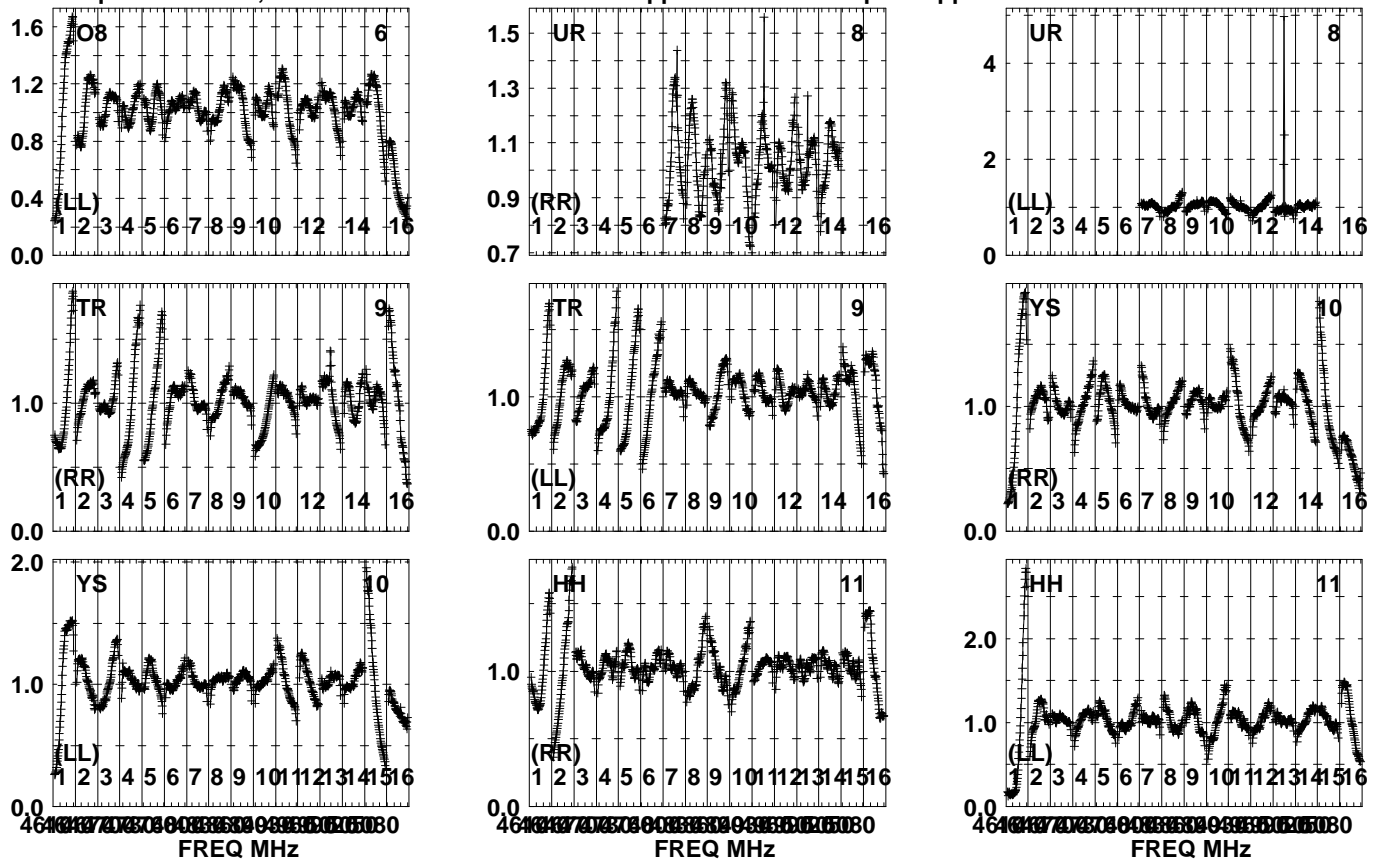 1.6 O8 6
1.2
0.8
0.4
(LL)
1 2 3 4 5 6 7 8 9 10 12 14 16
0.0
1.5 UR 8
1.3
1.1
0.9
(RR)
1 2 3 4 5 6 7 8 9 10 12 14 16
0.7
UR 8
4
2
(LL)
1 2 3 4 5 6 7 8 9 10 12 14 16
0
TR 9
1.0
(RR)
1 2 3 4 5 6 7 8 9 10 12 14 16
0.0
TR 9
1.0
(LL)
1 2 3 4 5 6 7 8 9 10 12 14 16
0.0
YS 10
1.0
(RR)
1 2 3 4 5 6 7 8 9 10 12 14 16
0.0
2.0 YS 10
1.0
(LL)
1 2 3 4 5 6 7 8 9 10 11 12 13 14 15 16
0.0
FREQ MHz
HH 11
1.0
(RR)
1 2 3 4 5 6 7 8 9 10 11 12 13 14 15 16
0.0
FREQ MHz
HH 11
2.0
1.0
(LL)
1 2 3 4 5 6 7 8 9 10 11 12 13 14 15 16
0.0
FREQ MHz